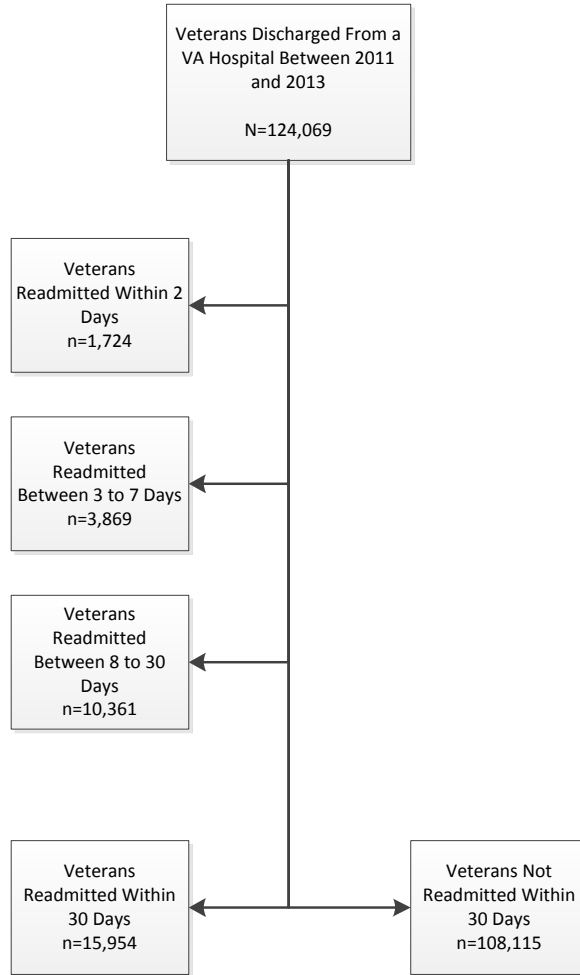 Veterans Discharged From a
VA Hospital Between 2011
and 2013
N=124,069
Veterans
Readmitted Within 2
Days
n=1,724
Veterans
Readmitted
Between 3 to 7 Days
n=3,869
Veterans
Readmitted
Between 8 to 30
Days
n=10,361
Veterans
Readmitted Within
30 Days
n=15,954
Veterans Not
Readmitted Within
30 Days
n=108,115